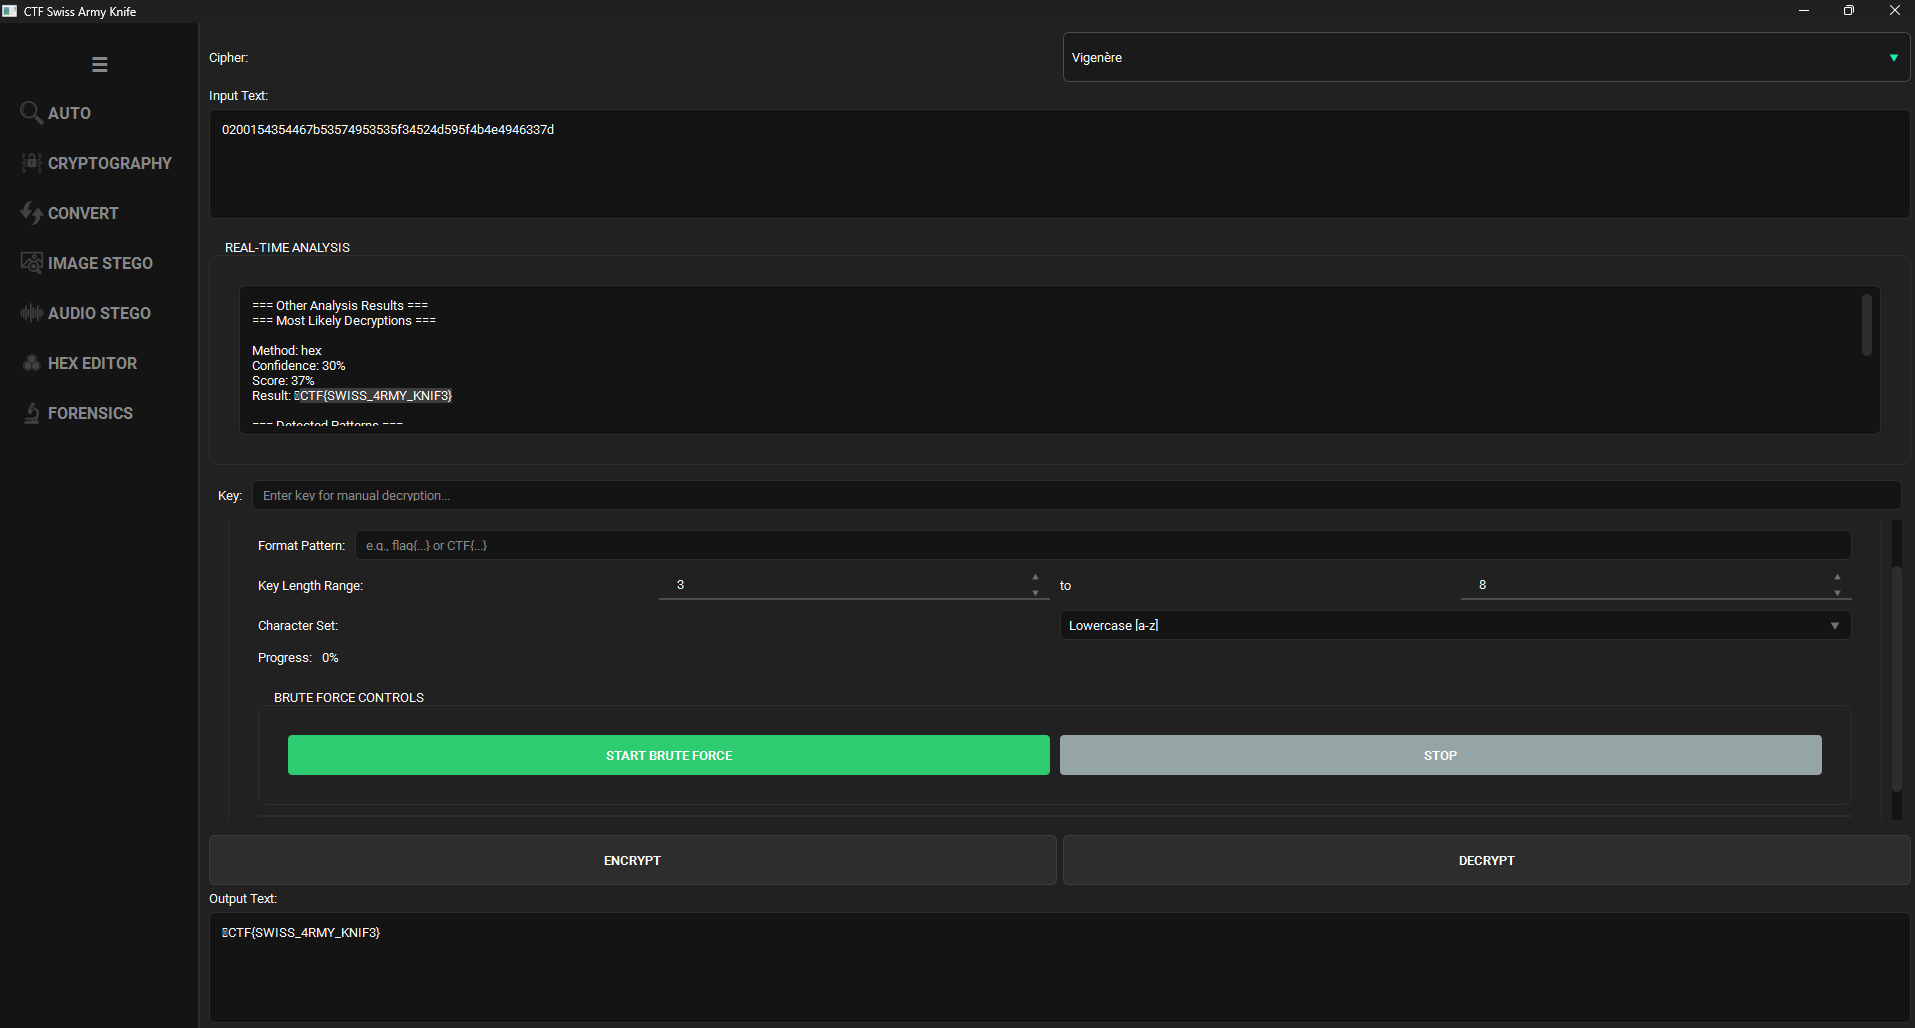 CTF Swiss Army Knife
AUTO
CRYPTOGRAPHY
CONVERT
IMAGE STEGO
AUDIO STEGO
HEX EDITOR
FORENSICS
Cipher:
Vigenère
Input Text:
0200154354467b53574953535f34524d595f4b4e4946337d
REAL-TIME ANALYSIS
=== Other Analysis Results ===
=== Most Likely Decryptions ===
Method: hex
Confidence: 30%
Score: 37%
Result: CTF{SWISS_4RMY_KNIF3}
=== Detected Patterns ===
Key:
Enter key for manual decryption...
Format Pattern:
e.g., flag{...} or CTF{...}
Key Length Range:
3
to
8
Character Set:
Lowercase [a-z]
Progress: 0%
BRUTE FORCE CONTROLS
START BRUTE FORCE
STOP
ENCRYPT
DECRYPT
Output Text:
CTF{SWISS_4RMY_KNIF3}